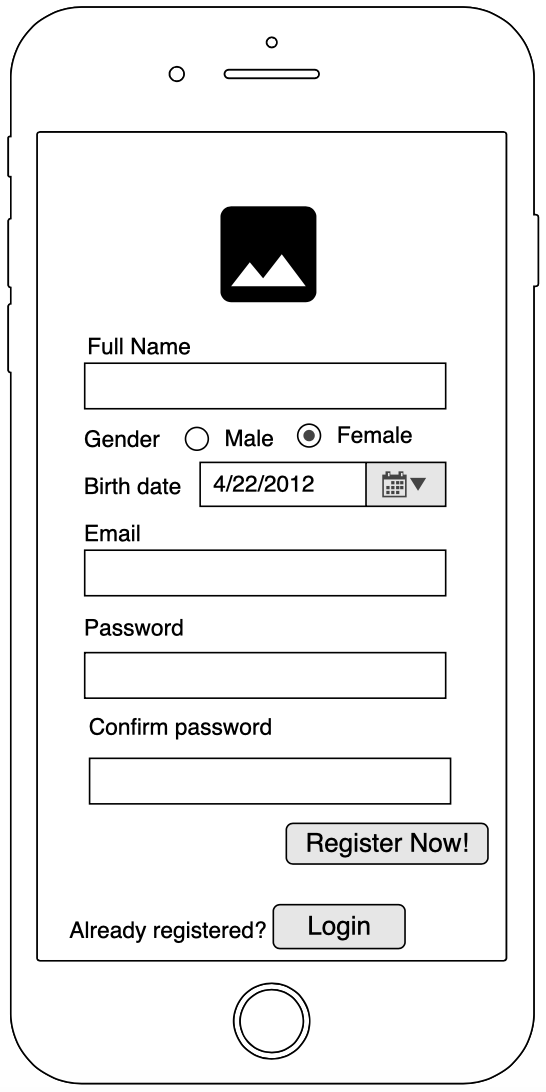 Full Name
Gender Male Female
Birth date 4/22/2012
Email
Password
Confirm password
Register Now!
Already registered? Login